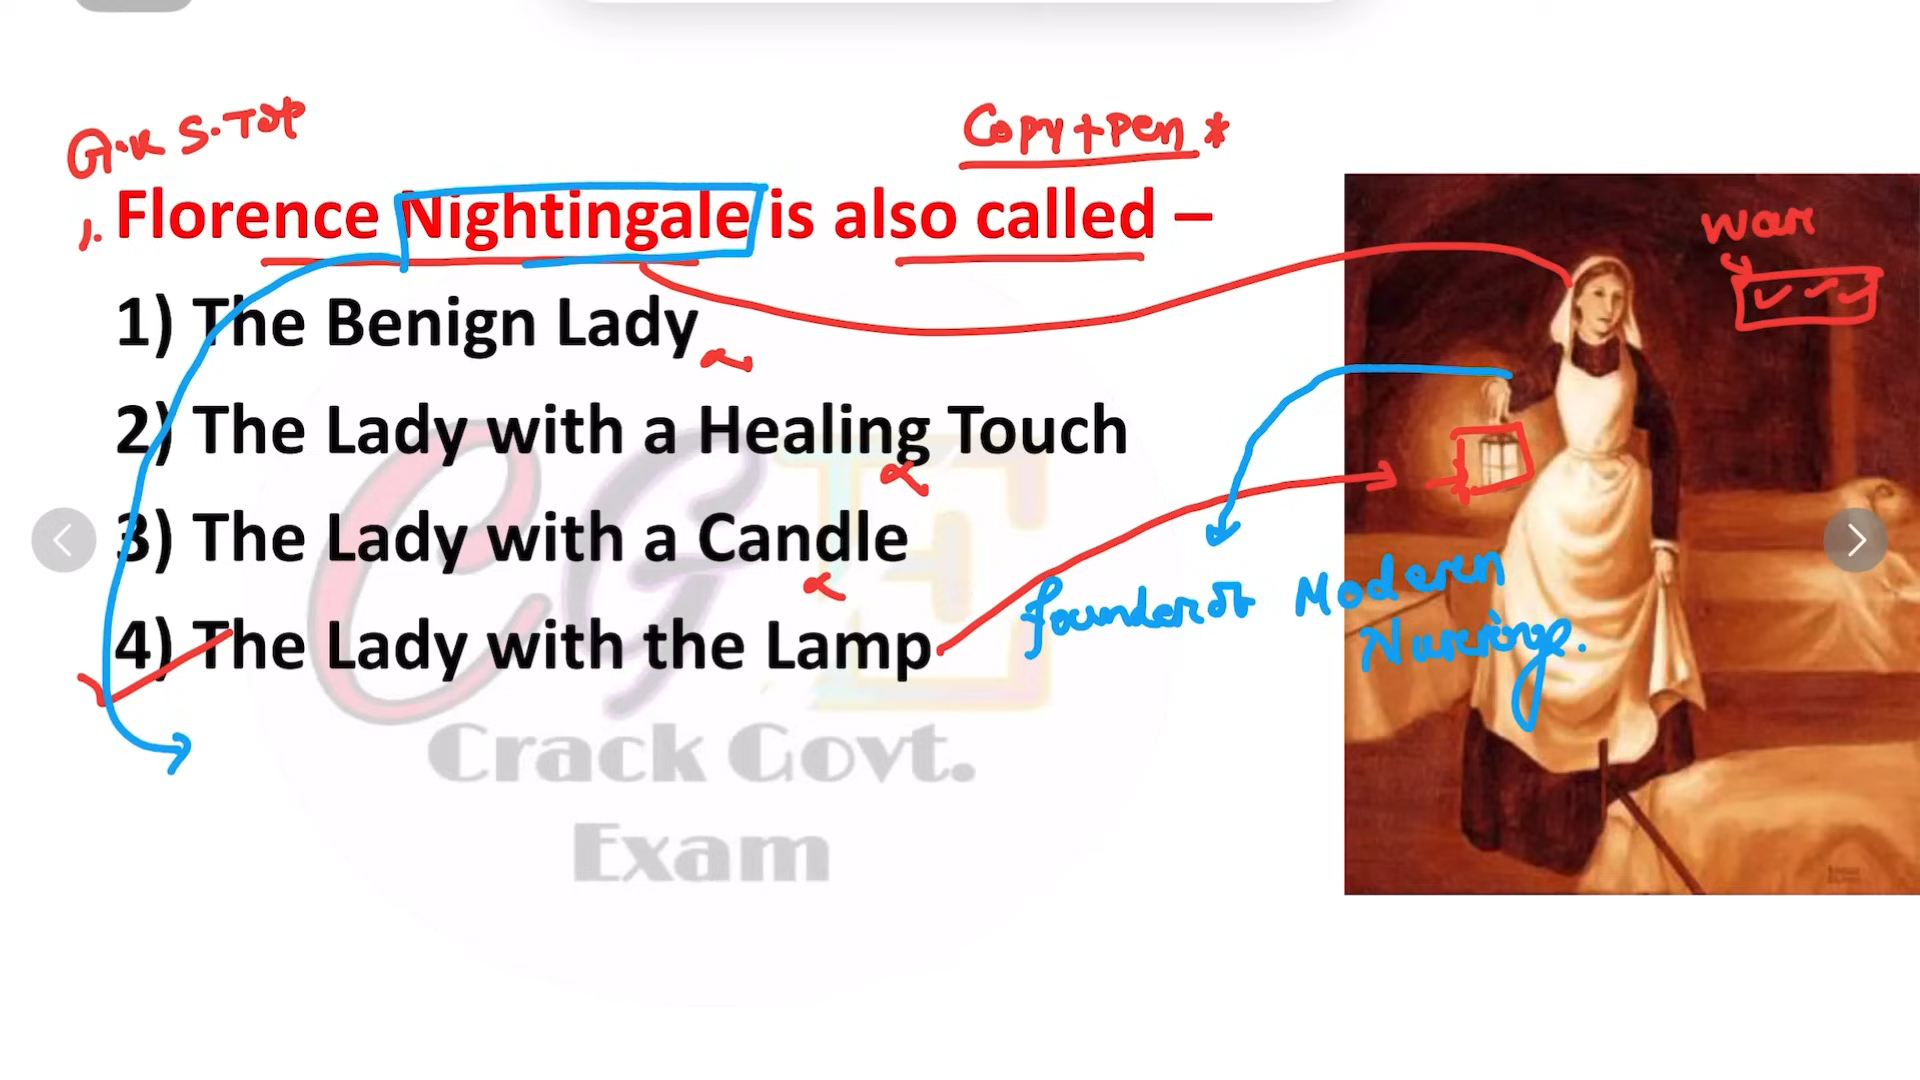 G.K S.Top
Copy+Pen *
1. Florence Nightingale is also called –
1) The Benign Lady
2) The Lady with a Healing Touch
3) The Lady with a Candle
4) The Lady with the Lamp
war
founder of Modern
Nursing.
CGE
Crack Govt.
Exam